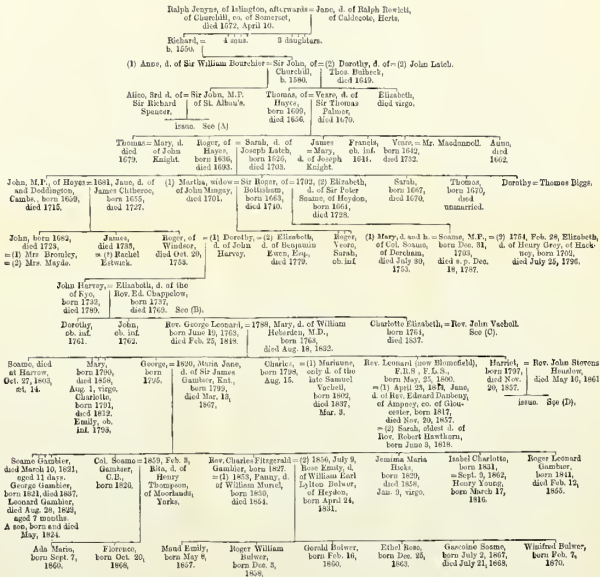 Ralph Jenyns, of Islington, afterwards = Jane, d. of Ralph Rowlett,
of Churchill, co. of Somerset, of Caldecote, Herts.
died 1572, April 10.
Richard, = 4 sons. 3 daughters.
b. 1550.
(1) Anne, d. of Sir William Bourchier = Sir John, of = (2) Dorothy, d. of = (2) John Latch.
Churchill, Thos. Bulbeck,
b. 1580. died 1649.
Alice, 3rd d. of = Sir John, M.P. Thomas, of = Veare, d. of Elizabeth,
Sir Richard of St. Alban's. Hayes, Sir Thomas died virgo.
Spencer, born 1609, Palmer,
died 1656. died 1670.
issue. See (A)
Thomas = Mary, d. Roger, of = Sarah, d. of James Francis, Veare, = Mr. Macdannoll. Anna,
died of John Hayes, Joseph Latch, = Mary, ob. inf. born 1642, died
1679. Knight. born 1636, born 1626, d. of Joseph 1641. died 1732. 1662.
died 1693. died 1703. Knight.
John, M.P., of Hayes = 1681, Jane, d. of (1) Martha, widow = Sir Roger, of = 1702, (2) Elizabeth, Sarah, Thomas, Dorothy = Thomas Biggs.
and Doddington, James Clitheroe, of John Mingay, Bottisham, d. of Sir Peter born 1667, born 1670,
Cambs., born 1659, born 1655, died 1701. born 1663, Soame, of Heydon, died 1670. died
died 1715. died 1727. died 1740. born 1664, unmarried.
died 1728.
John, born 1682, James, Roger, of = (1) Dorothy, = (2) Elizabeth, Roger, (1) Mary, d. and h. = Soame, M.P., = (2) 1754, Feb. 28, Elizabeth,
died 1723, died Windsor, d. of John d. of Benjamin Veare, of Col. Soame, born Dec. 31, d. of Henry Grey, of Hack-
= (1) Mrs Bromley, = (?) Rachel died Oct. 20, Harvey. Ewen, Esq., Sarah, of Dereham, 1703, ney, born 1702,
= (2) Mrs. Mayde. Estwick. 1753. died 1779. ob. inf. died July 30, died s. p. Dec. died July 25, 1796.
1753. 18, 1787.
John Harvey, = Elizabeth, d. of the
of Eyo, Rev. Ed. Chappelow,
born 1732, born 1737,
died 1789. died 1769. See (B).
Dorothy, John, Rev. George Leonard, = 1788, Mary, d. of William Charlotte Elizabeth, = Rev. John Vachell.
ob. inf. ob. inf. born June 19, 1763, Heberden, M.D., born 1764, See (C).
1761. 1762. died Feb. 25, 1848. born 1763, died 1837.
died Aug. 18, 1832.
Soame, died Mary, George, = 1820, Maria Jane, Charles, = (1) Marianne, Rev. Leonard (now Blomefield), Harriet, = Rev. John Stevens
at Harrow, born 1790, born d. of Sir James born 1798, only d. of the F.R.S., F.L.S., born 1797, Henslow,
Oct. 27, 1803, died 1858, 1795. Gambier, Knt., Aug. 15. late Samuel born May 25, 1800. died Nov. died May 16, 1861
æt. 14. Aug. 1, virgo, born 1799, Vachell, = (1) April 23, 1844, Jane, 20, 1857.
Charlotte, died Mar. 13, born 1802, d. of Rev. Edward Daubeny,
born 1791, 1867, died 1837, of Ampney, co. of Glou- issue. See (D).
died 1812. Mar. 3. cester, born 1817,
Emily, ob. died Nov. 20, 1857.
inf. 1793, = (2) Sarah, eldest d. of
Rev. Robert Hawthorn,
born June 3, 1818.
Soame Gambier, Col. Soame = 1859, Feb. 3, Rev. Charles Fitzgerald = (2) 1856, July 9, Jemima Maria Isabel Charlotte, Roger Leonard
died March 10, 1821, Gambier, Rita, d. of Gambier, born 1827. Rose Emily, d. Hicks, born 1831, Gambier,
aged 11 days. C.B., Henry = (1) 1853, Fanny, d. of William Earl born 1829, = Sept. 9, 1862, born 1841,
George Gambier, born 1826. Thompson, of William Muriel, Lytton Bulwer, died 1858, Henry Young, died Feb. 12,
born 1821, died 1837. of Moorlands, born 1830, of Heydon, Jan. 9, virgo. born March 17, 1855.
Leonard Gambier, Yorks. died 1854. born April 24, 1816.
died Aug. 28, 1823, 1831.
aged 7 months.
A son, born and died
May, 1824.
Ada Maria, Florence, Maud Emily, Roger William Gerald Bulwer, Ethel Rose, Gascoine Soame, Winifred Bulwer,
born Sept. 7, born Oct. 20, born May 8, Bulwer, born Feb. 16, born Dec. 25, born July 2, 1867, born Feb. 7,
1860. 1868, 1857. born Dec. 3, 1860. 1863. died July 21, 1868. 1870.
1858,